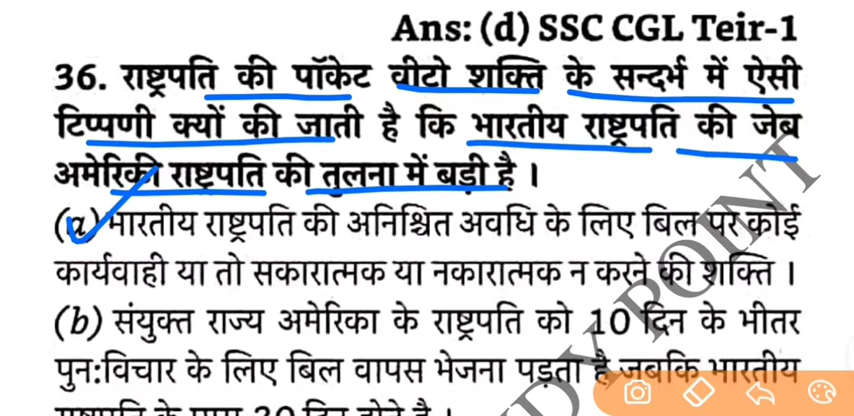 Ans: (d) SSC CGL Teir-1
36. राष्ट्रपति की पॉकेट वीटो शक्ति के सन्दर्भ में ऐसी
टिप्पणी क्यों की जाती है कि भारतीय राष्ट्रपति की जेब
अमेरिकी राष्ट्रपति की तुलना में बड़ी है ।
(a) भारतीय राष्ट्रपति की अनिश्चित अवधि के लिए बिल पर कोई
कार्यवाही या तो सकारात्मक या नकारात्मक न करने की शक्ति ।
(b) संयुक्त राज्य अमेरिका के राष्ट्रपति को 10 दिन के भीतर
पुन:विचार के लिए बिल वापस भेजना पड़ता है जबकि भारतीय
POINT